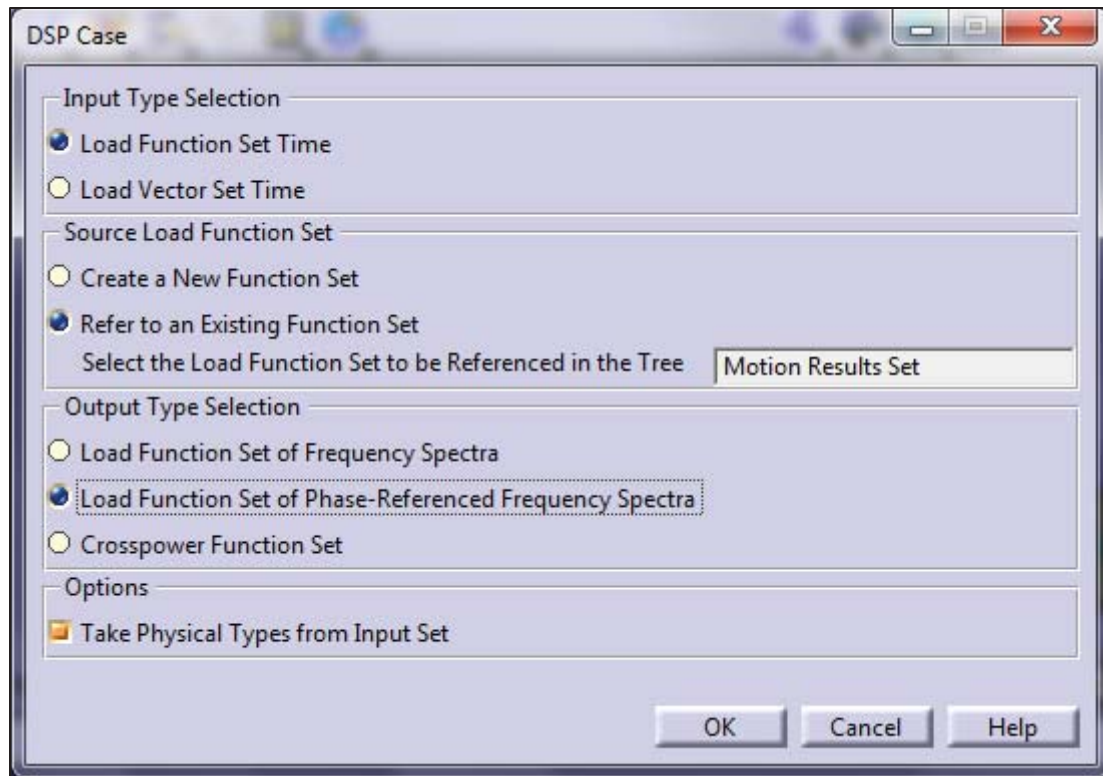 DSP Case
Input Type Selection
Load Function Set Time
Load Vector Set Time
Source Load Function Set
Create a New Function Set
Refer to an Existing Function Set
Select the Load Function Set to be Referenced in the Tree Motion Results Set
Output Type Selection
Load Function Set of Frequency Spectra
Load Function Set of Phase-Referenced Frequency Spectra
Crosspower Function Set
Options
Take Physical Types from Input Set
OK Cancel Help